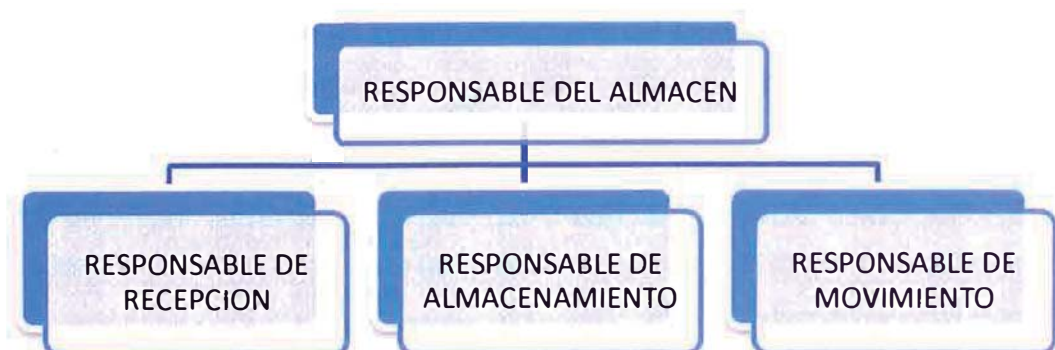 RESPONSABLE DEL ALMACEN
RESPONSABLE DE
RECEPCION
RESPONSABLE DE
ALMACENAMIENTO
RESPONSABLE DE
MOVIMIENTO